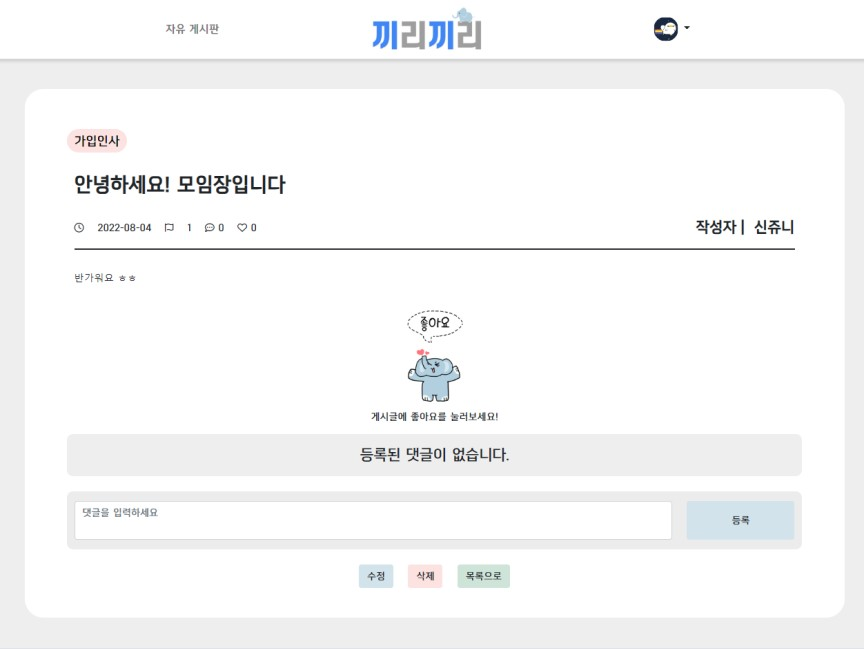 자유 게시판
끼리끼리
가입인사
안녕하세요! 모임장입니다
2022-08-04 1 0 0
작성자 | 신쥬니
반가워요 ㅎㅎ
좋아요
게시글에 좋아요를 눌러보세요!
등록된 댓글이 없습니다.
댓글을 입력하세요
등록
수정 삭제 목록으로